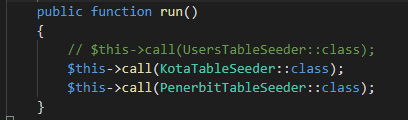 public function run()
{
// $this->call(UsersTableSeeder::class);
$this->call(KotaTableSeeder::class);
$this->call(PenerbitTableSeeder::class);
}